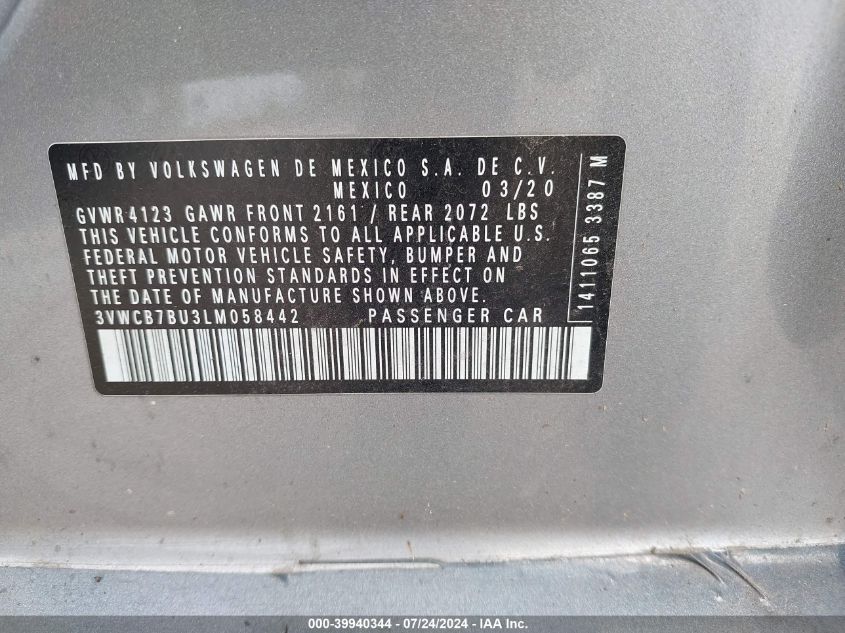 MFD BY VOLKSWAGEN DE MEXICO S.A. DE C.V.
MEXICO 03/20
GVWR 4123 GAWR FRONT 2161 / REAR 2072 LBS
THIS VEHICLE CONFORMS TO ALL APPLICABLE U.S.
FEDERAL MOTOR VEHICLE SAFETY, BUMPER AND
THEFT PREVENTION STANDARDS IN EFFECT ON
THE DATE OF MANUFACTURE SHOWN ABOVE.
3VWCB7BU3LM058442 PASSENGER CAR
1411065 3387 M
000-39940344 - 07/24/2024 - IAA Inc.